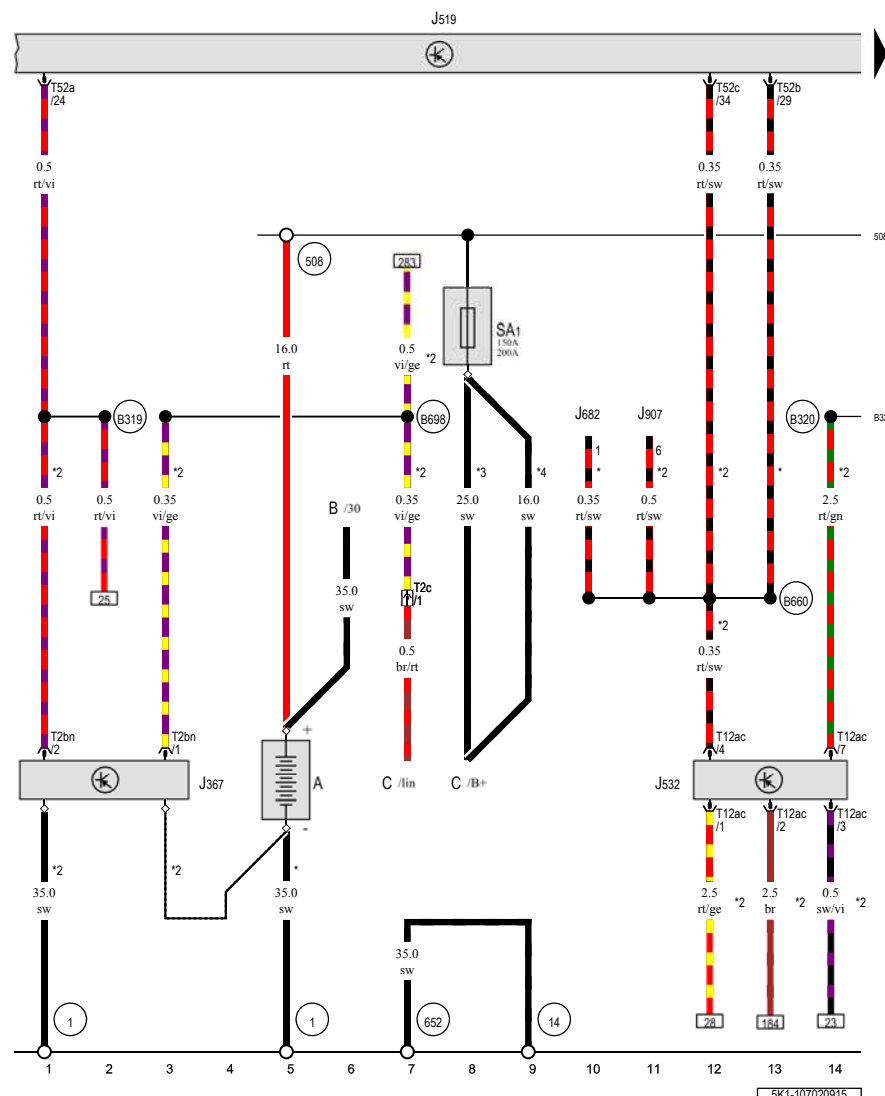 J519
T52a
/24
T52c
/34
T52b
/29
0.5
rt/vi
0.35
rt/sw
0.35
rt/sw
508
508
283
SA1
150A
200A
16.0
rt
0.5
vi/ge
*2
B319
B698
J682
J907
B320
B32
1
6
*2
*2
*2
*2
*3
*4
*
*2
*2
*
*2
0.5
rt/vi
0.5
rt/vi
0.35
vi/ge
B /30
0.35
vi/ge
25.0
sw
16.0
sw
0.35
rt/sw
0.5
rt/sw
2.5
rt/gn
25
35.0
sw
T2c
/1
B660
*2
0.5
br/rt
0.35
rt/sw
T2bn
/2
T2bn
/1
+
T12ac
/4
T12ac
/7
J367
A
C /lin
C /B+
J532
-
T12ac
/1
T12ac
/2
T12ac
/3
*2
*2
*
35.0
sw
35.0
sw
2.5
rt/ge
*2
2.5
br
*2
0.5
sw/vi
*2
35.0
sw
1
1
652
14
28
184
23
1 2 3 4 5 6 7 8 9 10 11 12 13 14
5K1-107020915